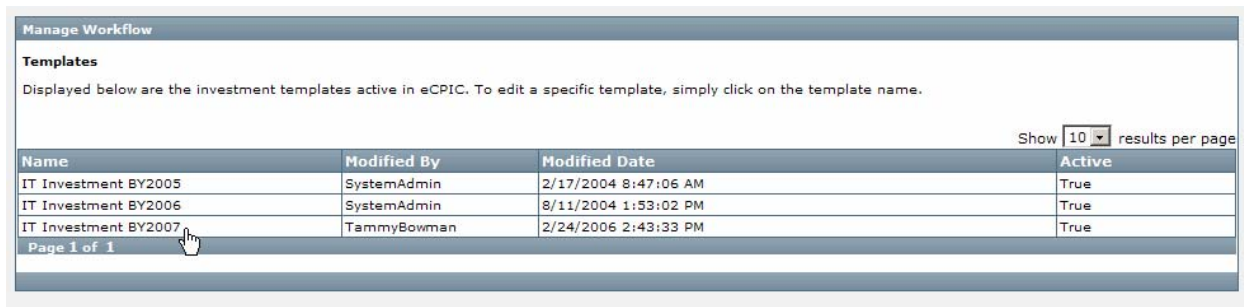 Manage Workflow
Templates
Displayed below are the investment templates active in eCPIC. To edit a specific template, simply click on the template name.
Show 10 results per page
Name Modified By Modified Date Active
IT Investment BY2005 SystemAdmin 2/17/2004 8:47:06 AM True
IT Investment BY2006 SystemAdmin 8/11/2004 1:53:02 PM True
IT Investment BY2007 TammyBowman 2/24/2006 2:43:33 PM True
Page 1 of 1